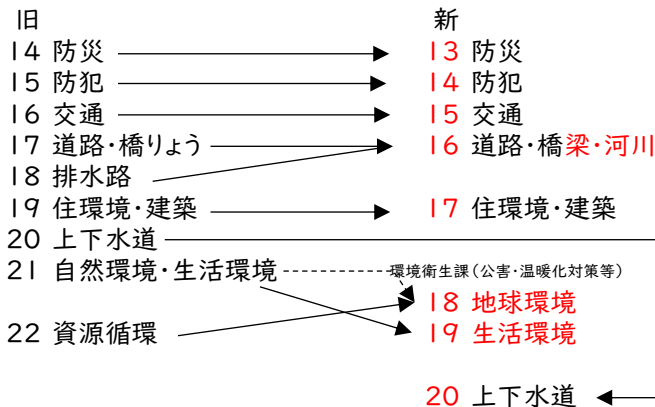 旧 新
14 防災 13 防災
15 防犯 14 防犯
16 交通 15 交通
17 道路・橋りょう 16 道路・橋梁・河川
18 排水路
19 住環境・建築 17 住環境・建築
20 上下水道
21 自然環境・生活環境 環境衛生課(公害・温暖化対策等)
18 地球環境
22 資源循環 19 生活環境
20 上下水道